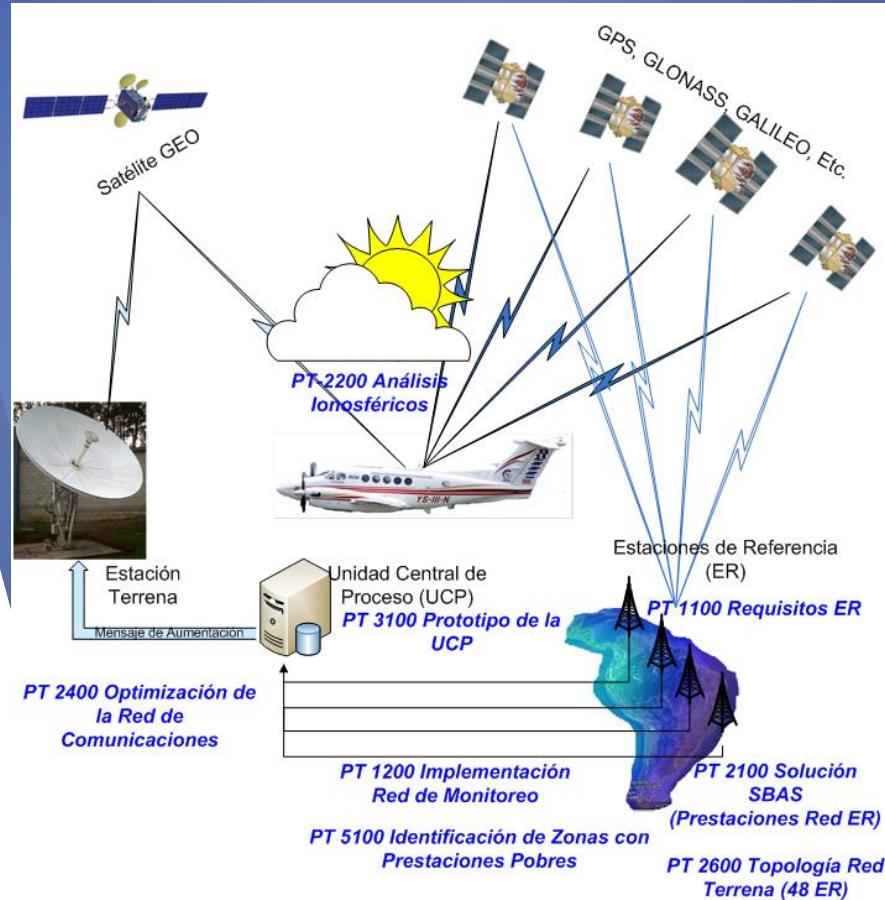 GPS, GLONASS, GALILEO, Etc.
Satélite GEO
PT-2200 Análisis
Ionosféricos
YS-III-N
Estaciones de Referencia
(ER)
Estación
Terrena
Unidad Central de
Proceso (UCP)
PT 1100 Requisitos ER
PT 3100 Prototipo de la
UCP
Mensaje de Aumentación
PT 2400 Optimización de
la Red de
Comunicaciones
PT 1200 Implementación
Red de Monitoreo
PT 2100 Solución
SBAS
(Prestaciones Red ER)
PT 5100 Identificación de Zonas con
Prestaciones Pobres
PT 2600 Topología Red
Terrena (48 ER)